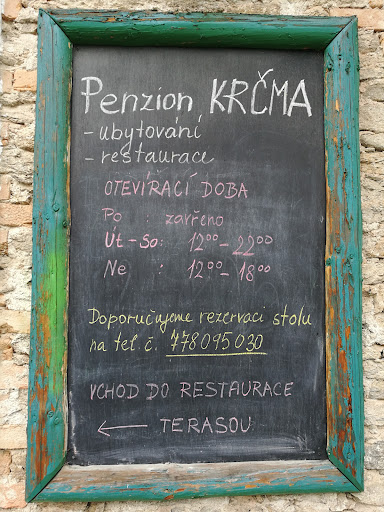 Penzion KRČMA
- ubytování
- restaurace
OTEVÍRACÍ DOBA
Po : zavřeno
Út - So: 12⁰⁰ - 22⁰⁰
Ne : 12⁰⁰ - 18⁰⁰
Doporučujeme rezervaci stolu
na tel. č. 778095030
VCHOD DO RESTAURACE
← TERASOU